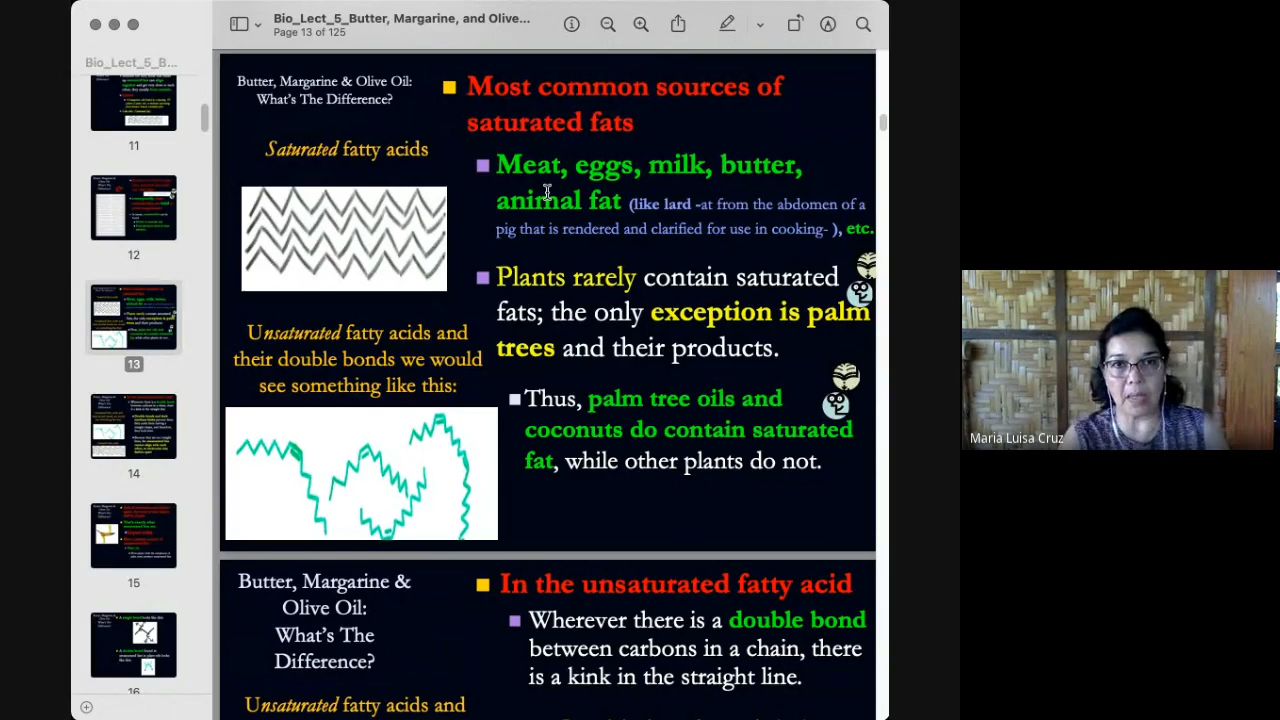 Bio_Lect_5_Butter, Margarine, and Olive...
Page 13 of 125
Bio_Lect_5_B...
11
12
13
14
15
16
Butter, Margarine & Olive Oil:
What's The Difference?
Saturated fatty acids
Unsaturated fatty acids and
their double bonds we would
see something like this:
Most common sources of
saturated fats
Meat, eggs, milk, butter,
animal fat (like lard -at from the abdomen of a
pig that is rendered and clarified for use in cooking- ), etc.
Plants rarely contain saturated
fats; the only exception is palm
trees and their products.
Thus, palm tree oils and
coconuts do contain saturated
fat, while other plants do not.
Butter, Margarine &
Olive Oil:
What's The
Difference?
Unsaturated fatty acids and
In the unsaturated fatty acid
Wherever there is a double bond
between carbons in a chain, there
is a kink in the straight line.
Maria Luisa Cruz